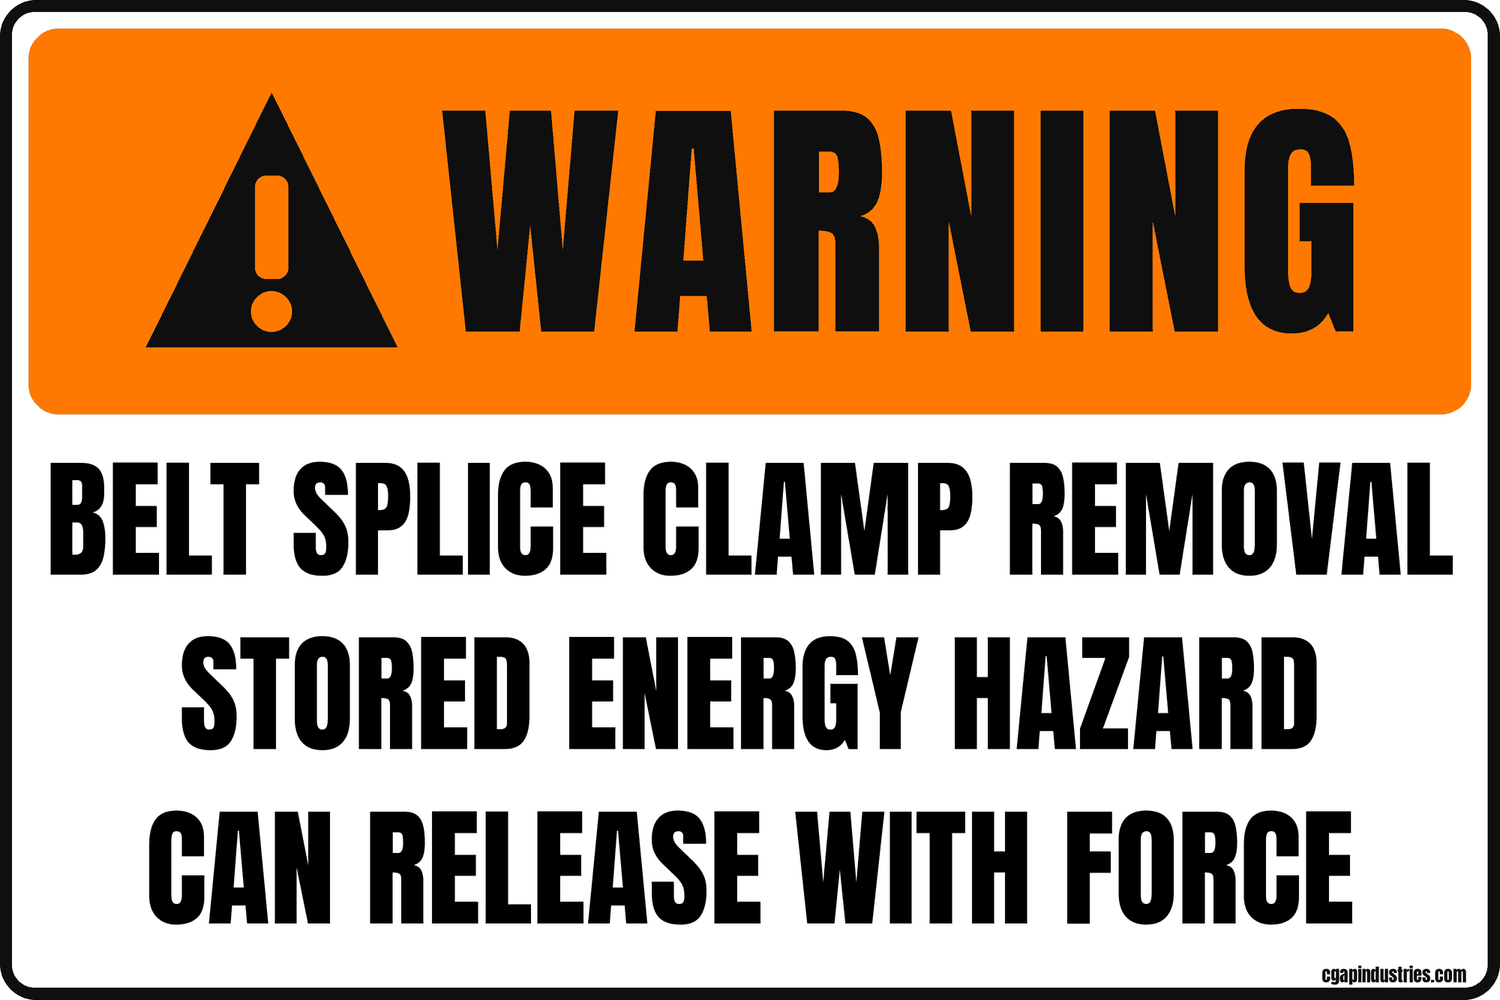 WARNING
BELT SPLICE CLAMP REMOVAL
STORED ENERGY HAZARD
CAN RELEASE WITH FORCE
cgapindustries.com